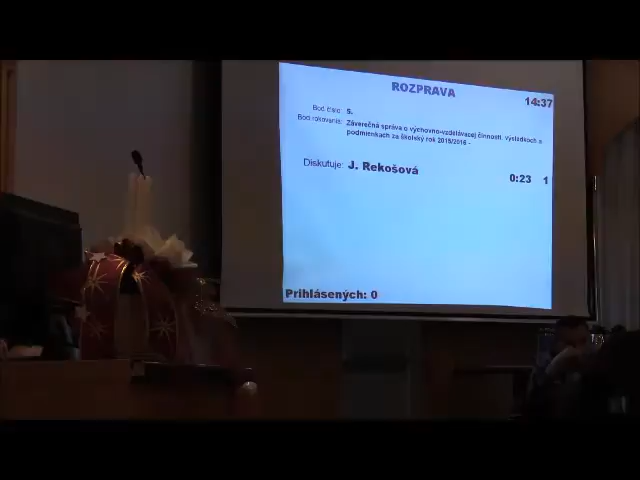 ROZPRAVA
14:37
Bod číslo: 5.
Bod rokovania: Záverečná správa o výchovno-vzdelávacej činnosti, výsledkoch a
podmienkach za školský rok 2015/2016 -
Diskutuje: J. Rekošová 0:23 1
Prihlásených: 0